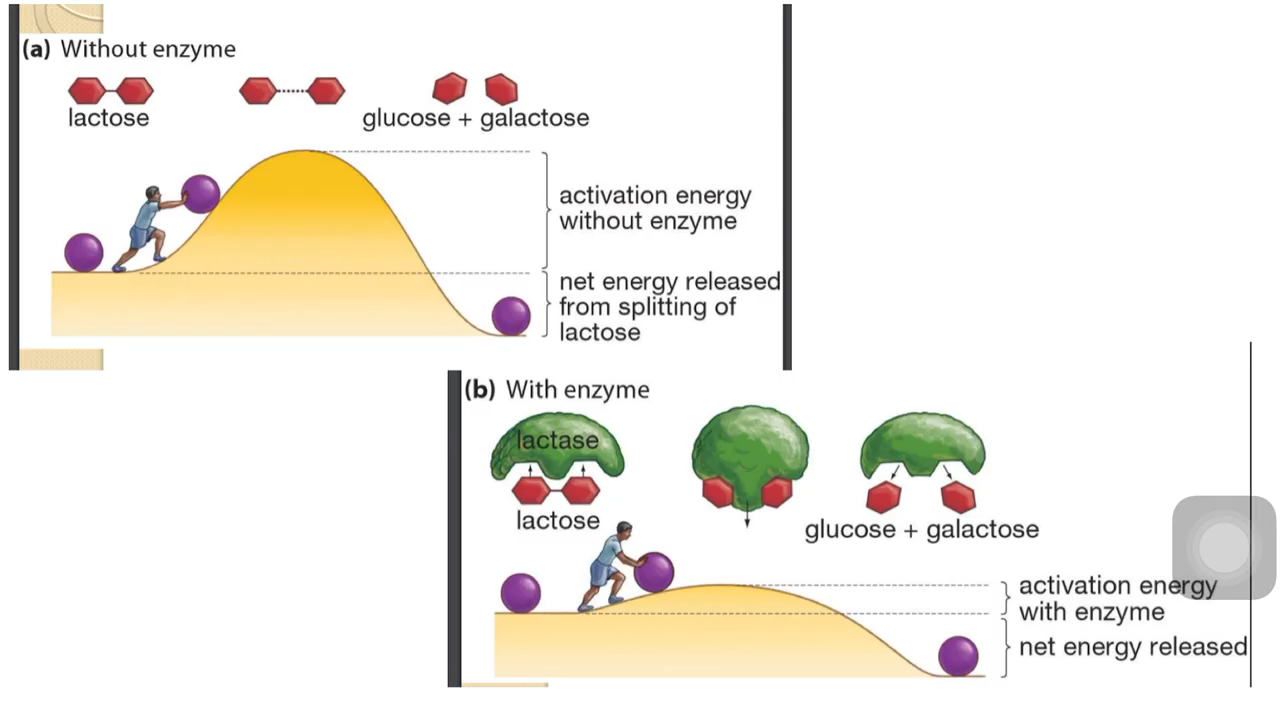 (a) Without enzyme
lactose
glucose + galactose
activation energy
without enzyme
net energy released
from splitting of
lactose
(b) With enzyme
lactase
lactose
glucose + galactose
activation energy
with enzyme
net energy released